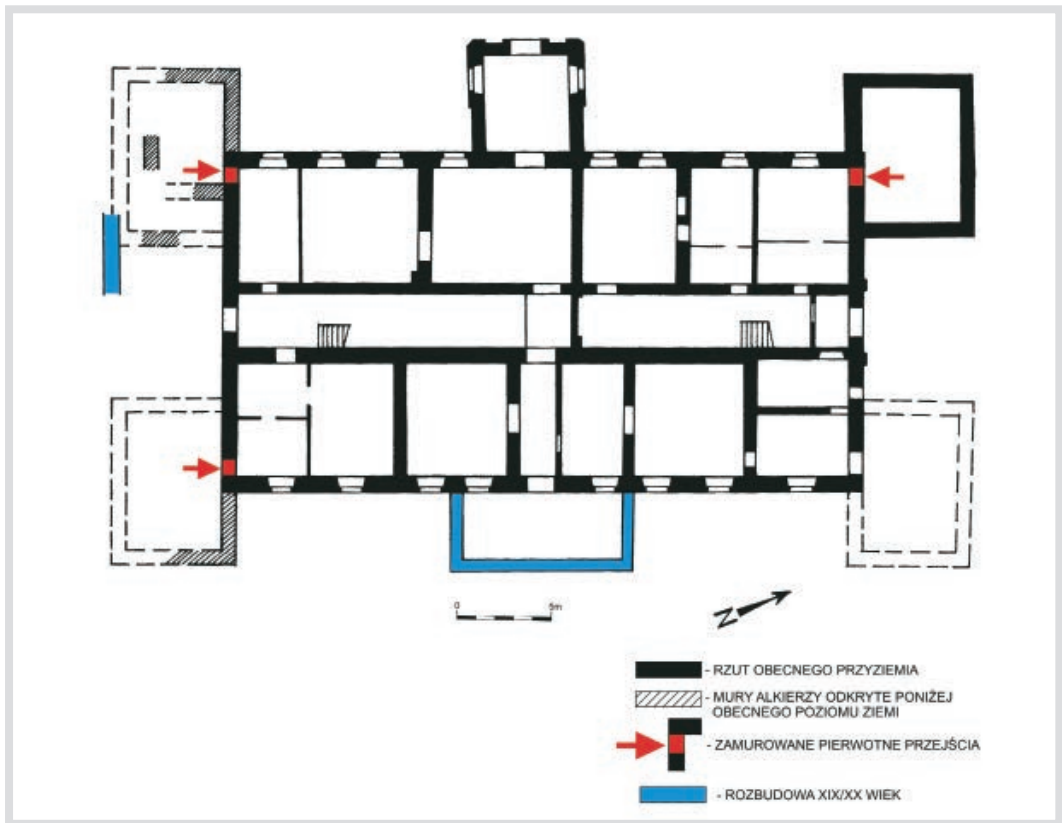 0 5m
N
- RZUT OBECNEGO PRZYZIEMIA
- MURY ALKIERZY ODKRYTE PONIŻEJ
OBECNEGO POZIOMU ZIEMI
- ZAMUROWANE PIERWOTNE PRZEJŚCIA
- ROZBUDOWA XIX/XX WIEK